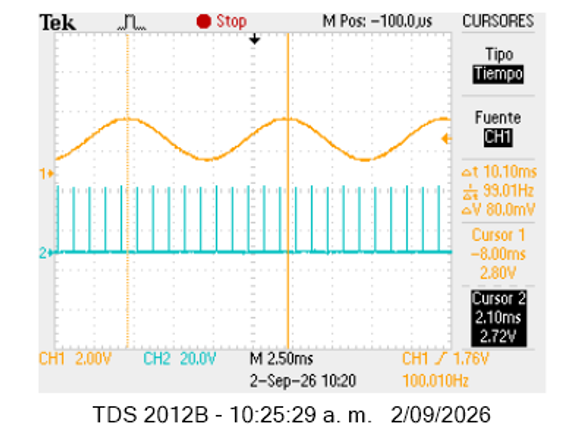 Tek Stop M Pos: -100.0µs CURSORES
Tipo
Tiempo
Fuente
CH1
Δt 10.10ms
1/Δt 99.01Hz
ΔV 80.0mV
Cursor 1
-8.00ms
2.80V
Cursor 2
2.10ms
2.72V
1
2
CH1 2.00V CH2 20.0V M 2.50ms CH1 1.76V
2-Sep-26 10:20 100.010Hz
TDS 2012B - 10:25:29 a. m. 2/09/2026